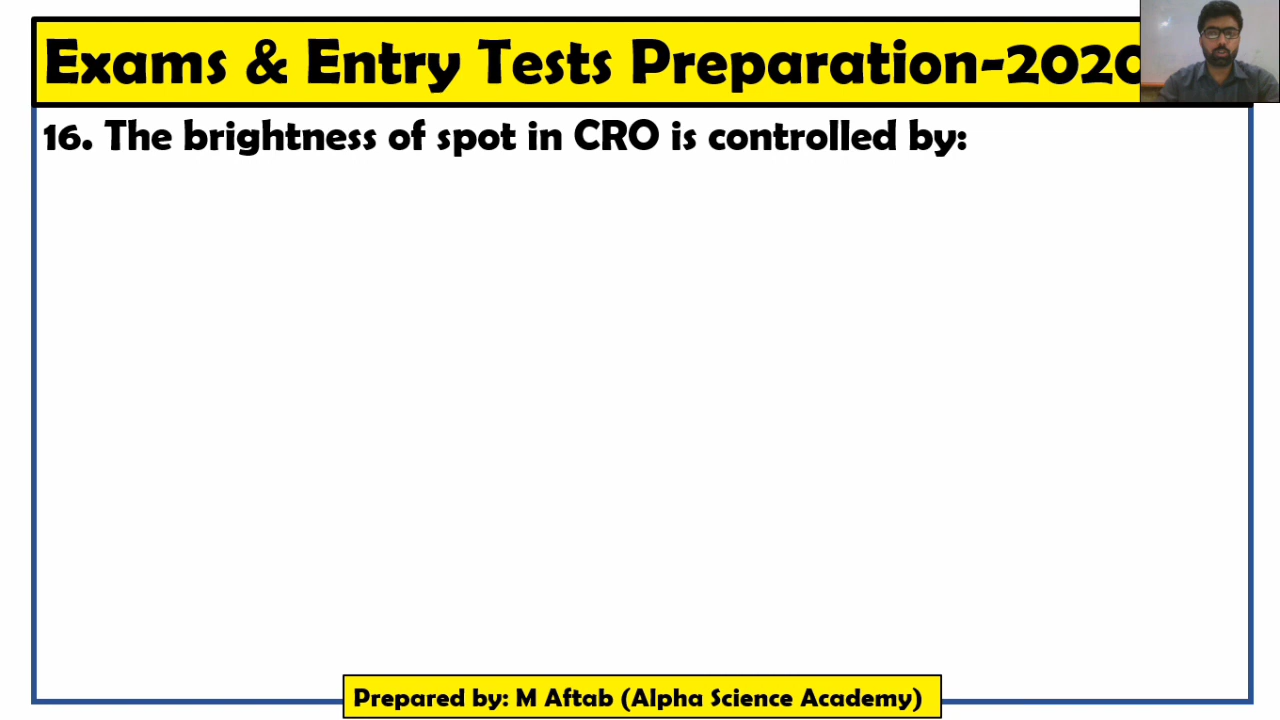 Exams & Entry Tests Preparation-2020
16. The brightness of spot in CRO is controlled by:
Prepared by: M Aftab (Alpha Science Academy)